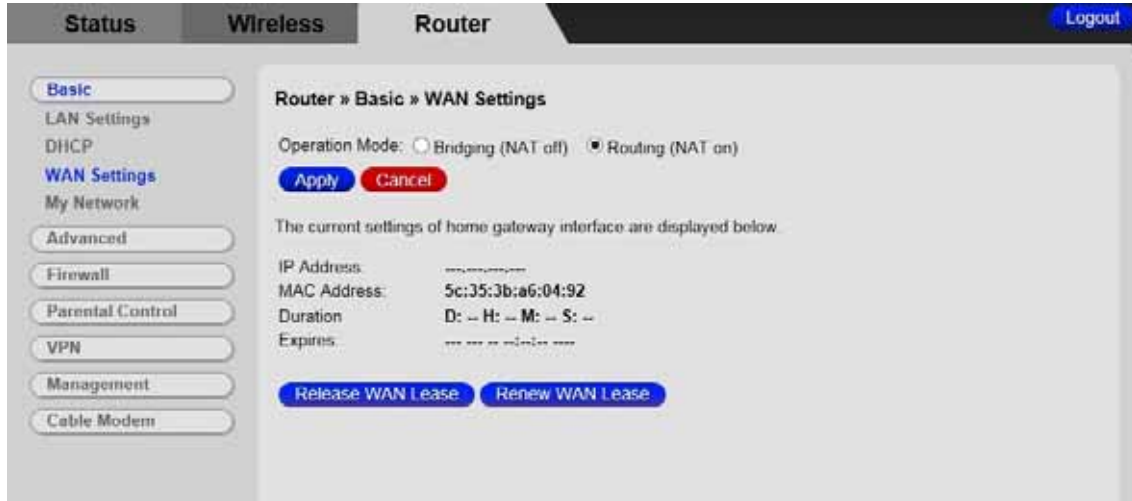 Status Wireless Router Logout
Basic
LAN Settings
DHCP
WAN Settings
My Network
Advanced
Firewall
Parental Control
VPN
Management
Cable Modem
Router » Basic » WAN Settings
Operation Mode: Bridging (NAT off) Routing (NAT on)
Apply Cancel
The current settings of home gateway interface are displayed below.
IP Address: ---.---.---.---
MAC Address: 5c:35:3b:a6:04:92
Duration D: -- H: -- M: -- S: --
Expires: --- --- -- --:--:-- ----
Release WAN Lease Renew WAN Lease